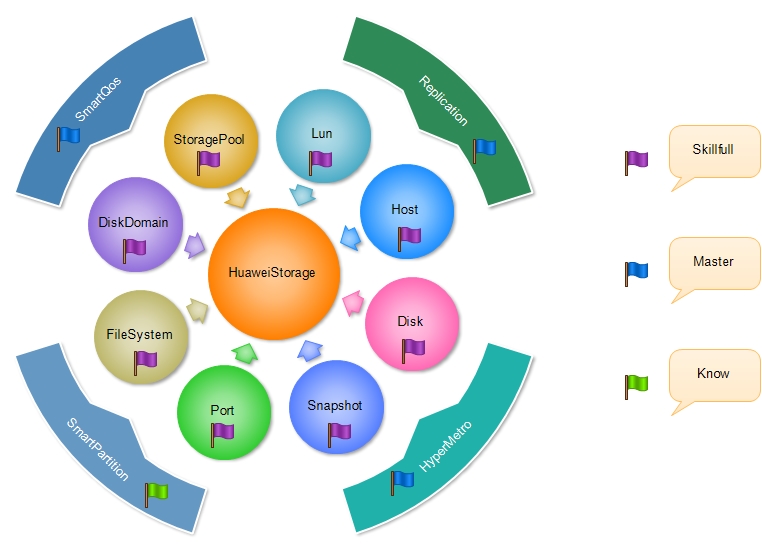 SmartQos
Replication
StoragePool
Lun
Skillfull
DiskDomain
Host
HuaweiStorage
Master
FileSystem
Disk
Know
Port
Snapshot
SmartPartition
HyperMetro